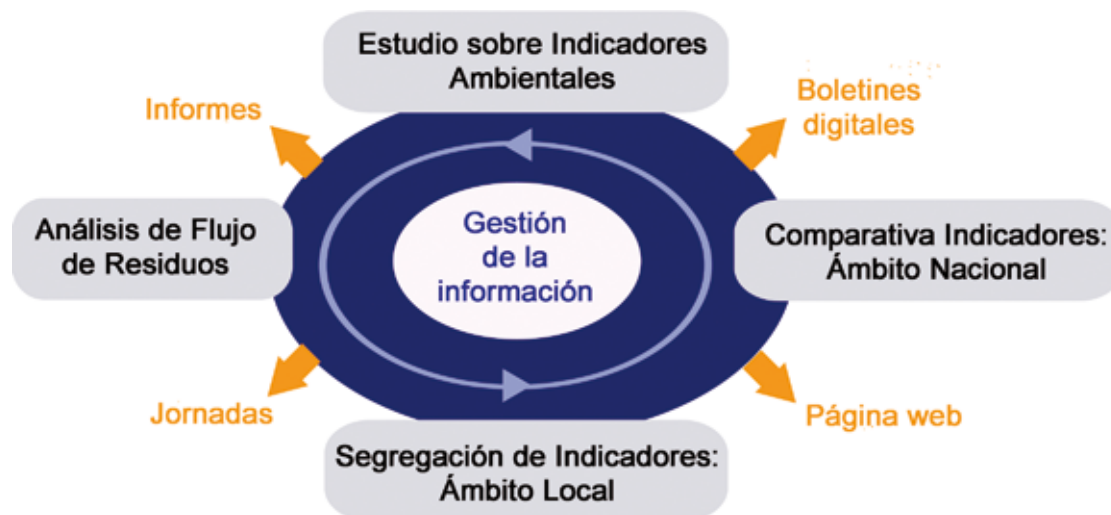 Estudio sobre Indicadores
Ambientales
Informes
Boletines
digitales
Análisis de Flujo
de Residuos
Gestión
de la
información
Comparativa Indicadores:
Ámbito Nacional
Jornadas
Página web
Segregación de Indicadores:
Ámbito Local